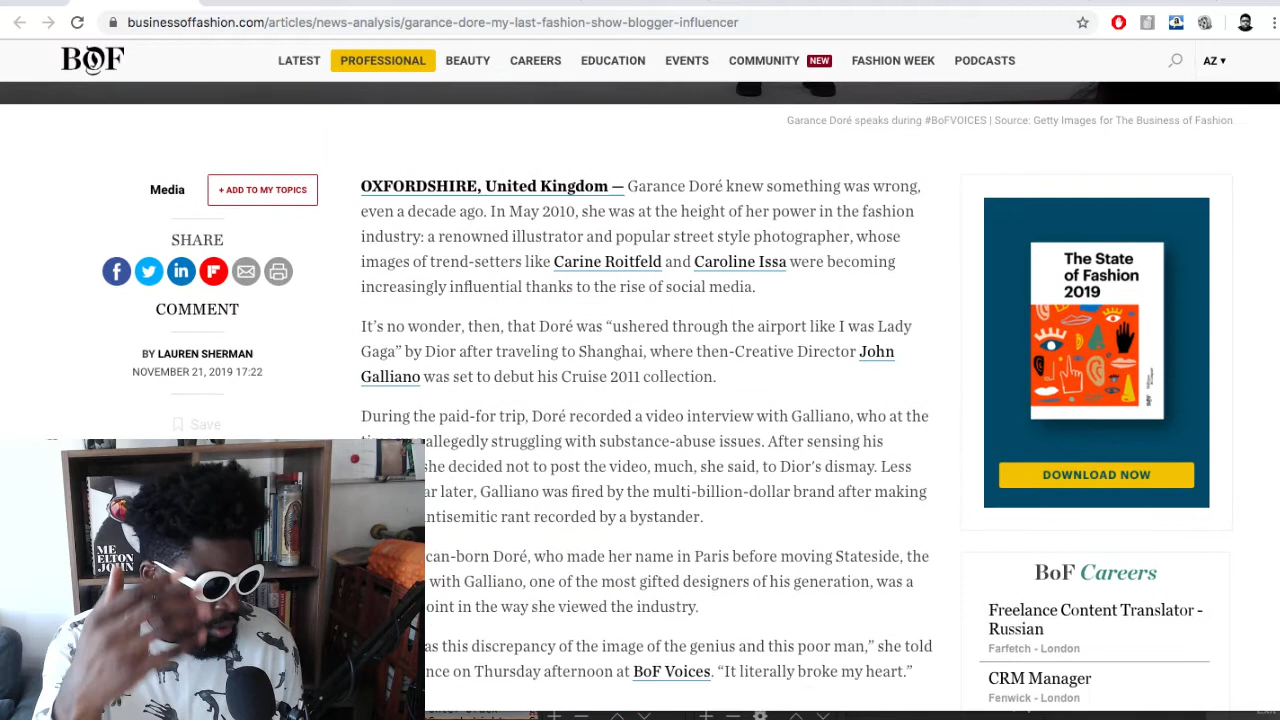 businessoffashion.com/articles/news-analysis/garance-dore-my-last-fashion-show-blogger-influencer
BOF
LATEST PROFESSIONAL BEAUTY CAREERS EDUCATION EVENTS COMMUNITY NEW FASHION WEEK PODCASTS AZ ▾
Garance Doré speaks during #BoFVOICES | Source: Getty Images for The Business of Fashion
Media + ADD TO MY TOPICS
SHARE
COMMENT
BY LAUREN SHERMAN
NOVEMBER 21, 2019 17:22
Save
OXFORDSHIRE, United Kingdom — Garance Doré knew something was wrong,
even a decade ago. In May 2010, she was at the height of her power in the fashion
industry: a renowned illustrator and popular street style photographer, whose
images of trend-setters like Carine Roitfeld and Caroline Issa were becoming
increasingly influential thanks to the rise of social media.
It's no wonder, then, that Doré was “ushered through the airport like I was Lady
Gaga” by Dior after traveling to Shanghai, where then-Creative Director John
Galliano was set to debut his Cruise 2011 collection.
During the paid-for trip, Doré recorded a video interview with Galliano, who at the
allegedly struggling with substance-abuse issues. After sensing his
she decided not to post the video, much, she said, to Dior's dismay. Less
later, Galliano was fired by the multi-billion-dollar brand after making
ntisemitic rant recorded by a bystander.
can-born Doré, who made her name in Paris before moving Stateside, the
with Galliano, one of the most gifted designers of his generation, was a
oint in the way she viewed the industry.
as this discrepancy of the image of the genius and this poor man,” she told
nce on Thursday afternoon at BoF Voices. “It literally broke my heart.”
The State
of Fashion
2019
DOWNLOAD NOW
BoF Careers
Freelance Content Translator -
Russian
Farfetch - London
CRM Manager
Fenwick - London
ME
ELTON
JOHN